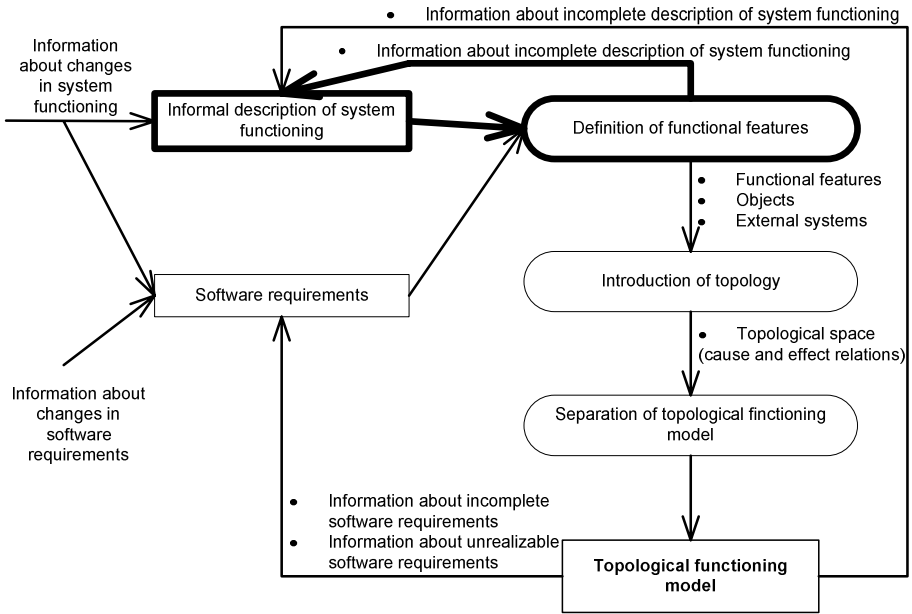 • Information about incomplete description of system functioning
• Information about incomplete description of system functioning
Information
about changes
in system
functioning
Informal description of system
functioning
Definition of functional features
• Functional features
• Objects
• External systems
Software requirements
Introduction of topology
• Topological space
(cause and effect relations)
Information about
changes in
software
requirements
Separation of topological finctioning
model
• Information about incomplete
software requirements
• Information about unrealizable
software requirements
Topological functioning
model